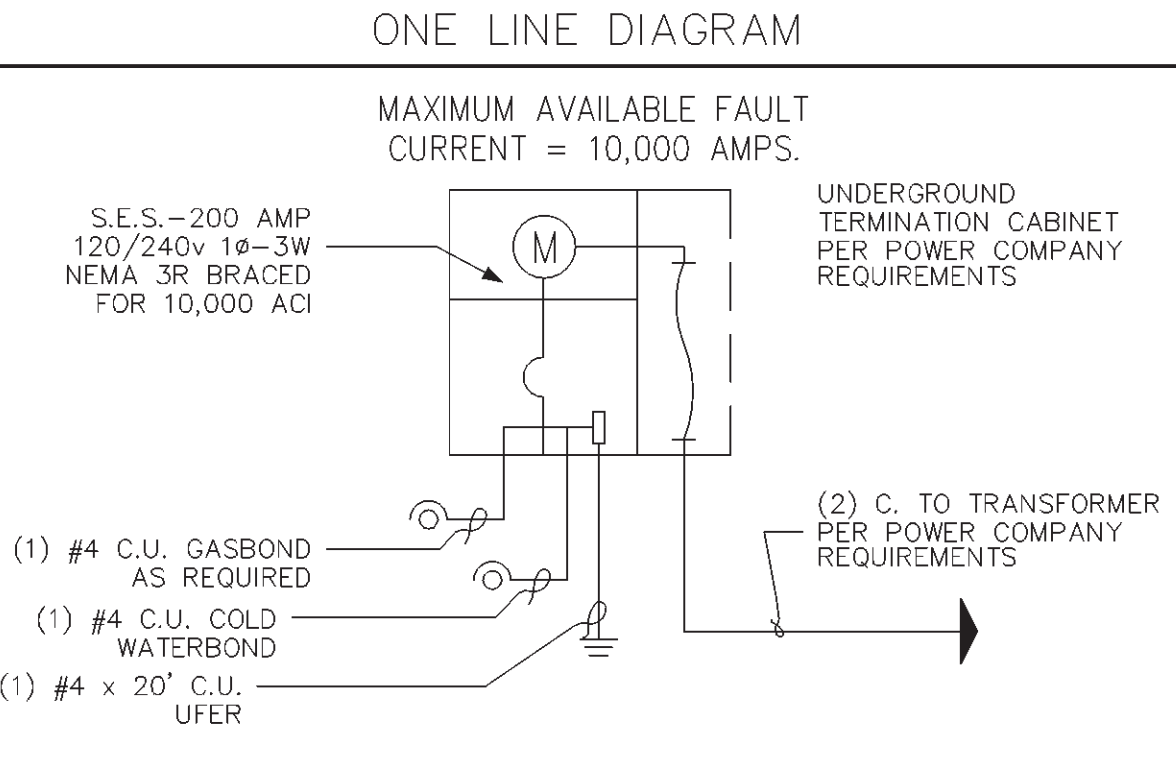 ONE LINE DIAGRAM
MAXIMUM AVAILABLE FAULT
CURRENT = 10,000 AMPS.
S.E.S.-200 AMP
120/240v 1ø-3W
NEMA 3R BRACED
FOR 10,000 ACI
M
UNDERGROUND
TERMINATION CABINET
PER POWER COMPANY
REQUIREMENTS
(2) C. TO TRANSFORMER
PER POWER COMPANY
REQUIREMENTS
(1) #4 C.U. GASBOND
AS REQUIRED
(1) #4 C.U. COLD
WATERBOND
(1) #4 x 20' C.U.
UFER